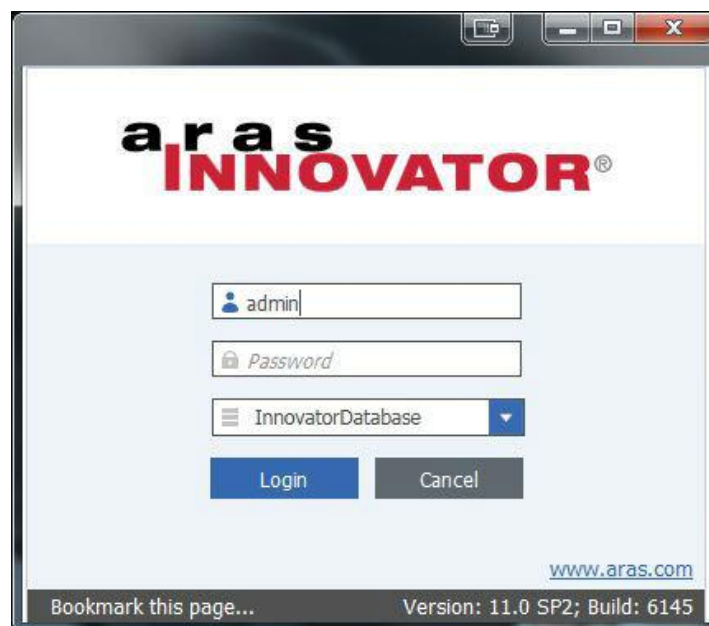 aras
INNOVATOR®
admin
Password
InnovatorDatabase
Login Cancel
www.aras.com
Bookmark this page... Version: 11.0 SP2; Build: 6145